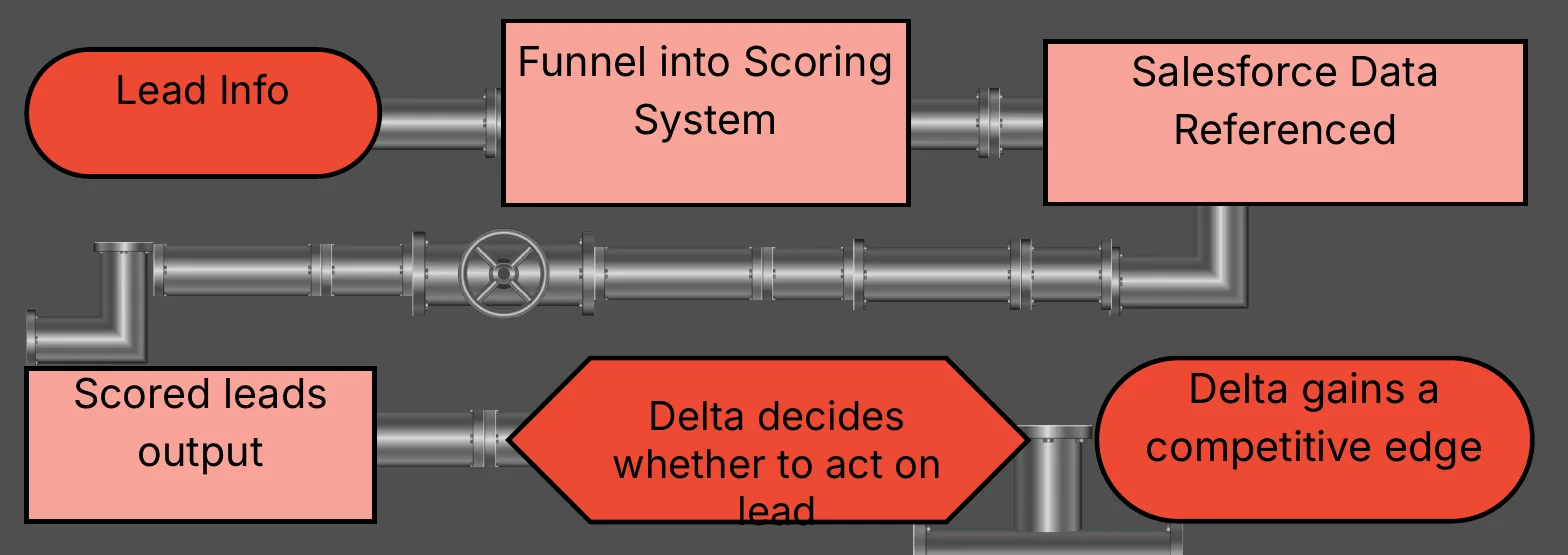 Lead Info
Funnel into Scoring
System
Salesforce Data
Referenced
Scored leads
output
Delta decides
whether to act on
lead
Delta gains a
competitive edge